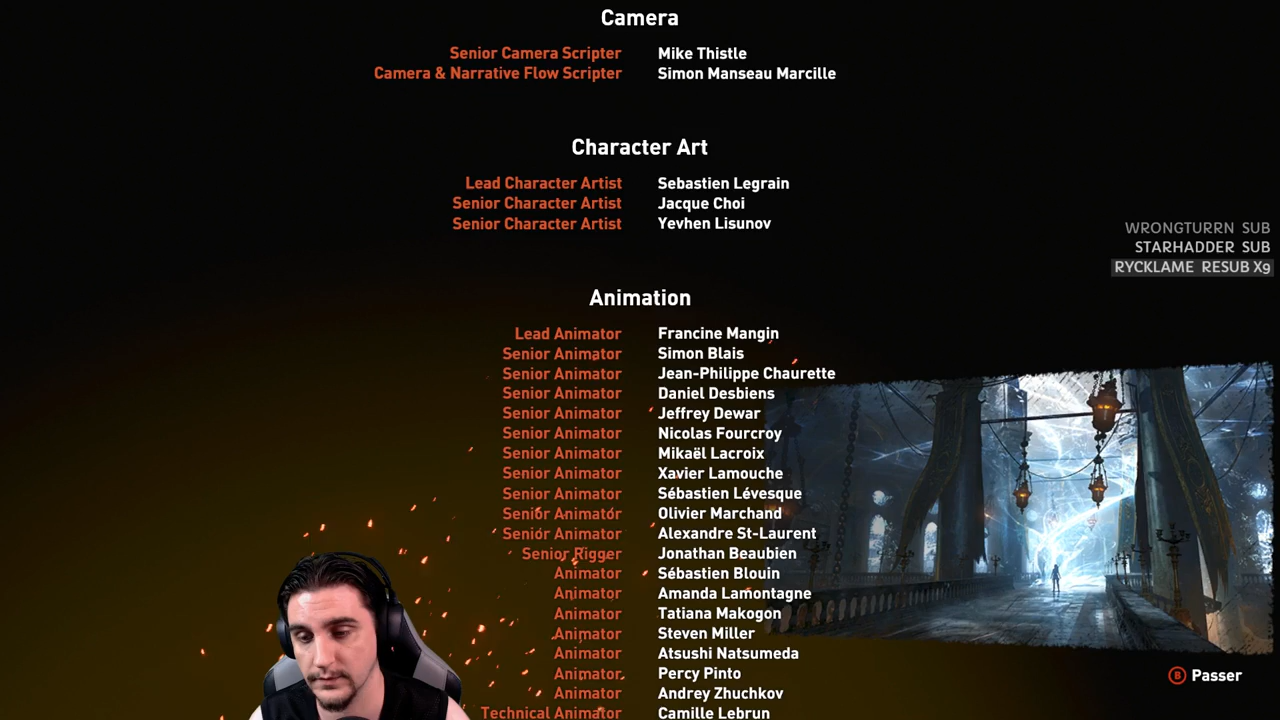 Camera
Senior Camera Scripter Mike Thistle
Camera & Narrative Flow Scripter Simon Manseau Marcille
Character Art
Lead Character Artist Sebastien Legrain
Senior Character Artist Jacque Choi
Senior Character Artist Yevhen Lisunov
WRONGTURRN SUB
STARHADDER SUB
RYCKLAME RESUB X9
Animation
Lead Animator Francine Mangin
Senior Animator Simon Blais
Senior Animator Jean-Philippe Chaurette
Senior Animator Daniel Desbiens
Senior Animator Jeffrey Dewar
Senior Animator Nicolas Fourcroy
Senior Animator Mikaël Lacroix
Senior Animator Xavier Lamouche
Senior Animator Sébastien Lévesque
Senior Animator Olivier Marchand
Senior Animator Alexandre St-Laurent
Senior Rigger Jonathan Beaubien
Animator Sébastien Blouin
Animator Amanda Lamontagne
Animator Tatiana Makogon
Animator Steven Miller
Animator Atsushi Natsumeda
Animator Percy Pinto
Animator Andrey Zhuchkov
Technical Animator Camille Lebrun
B Passer